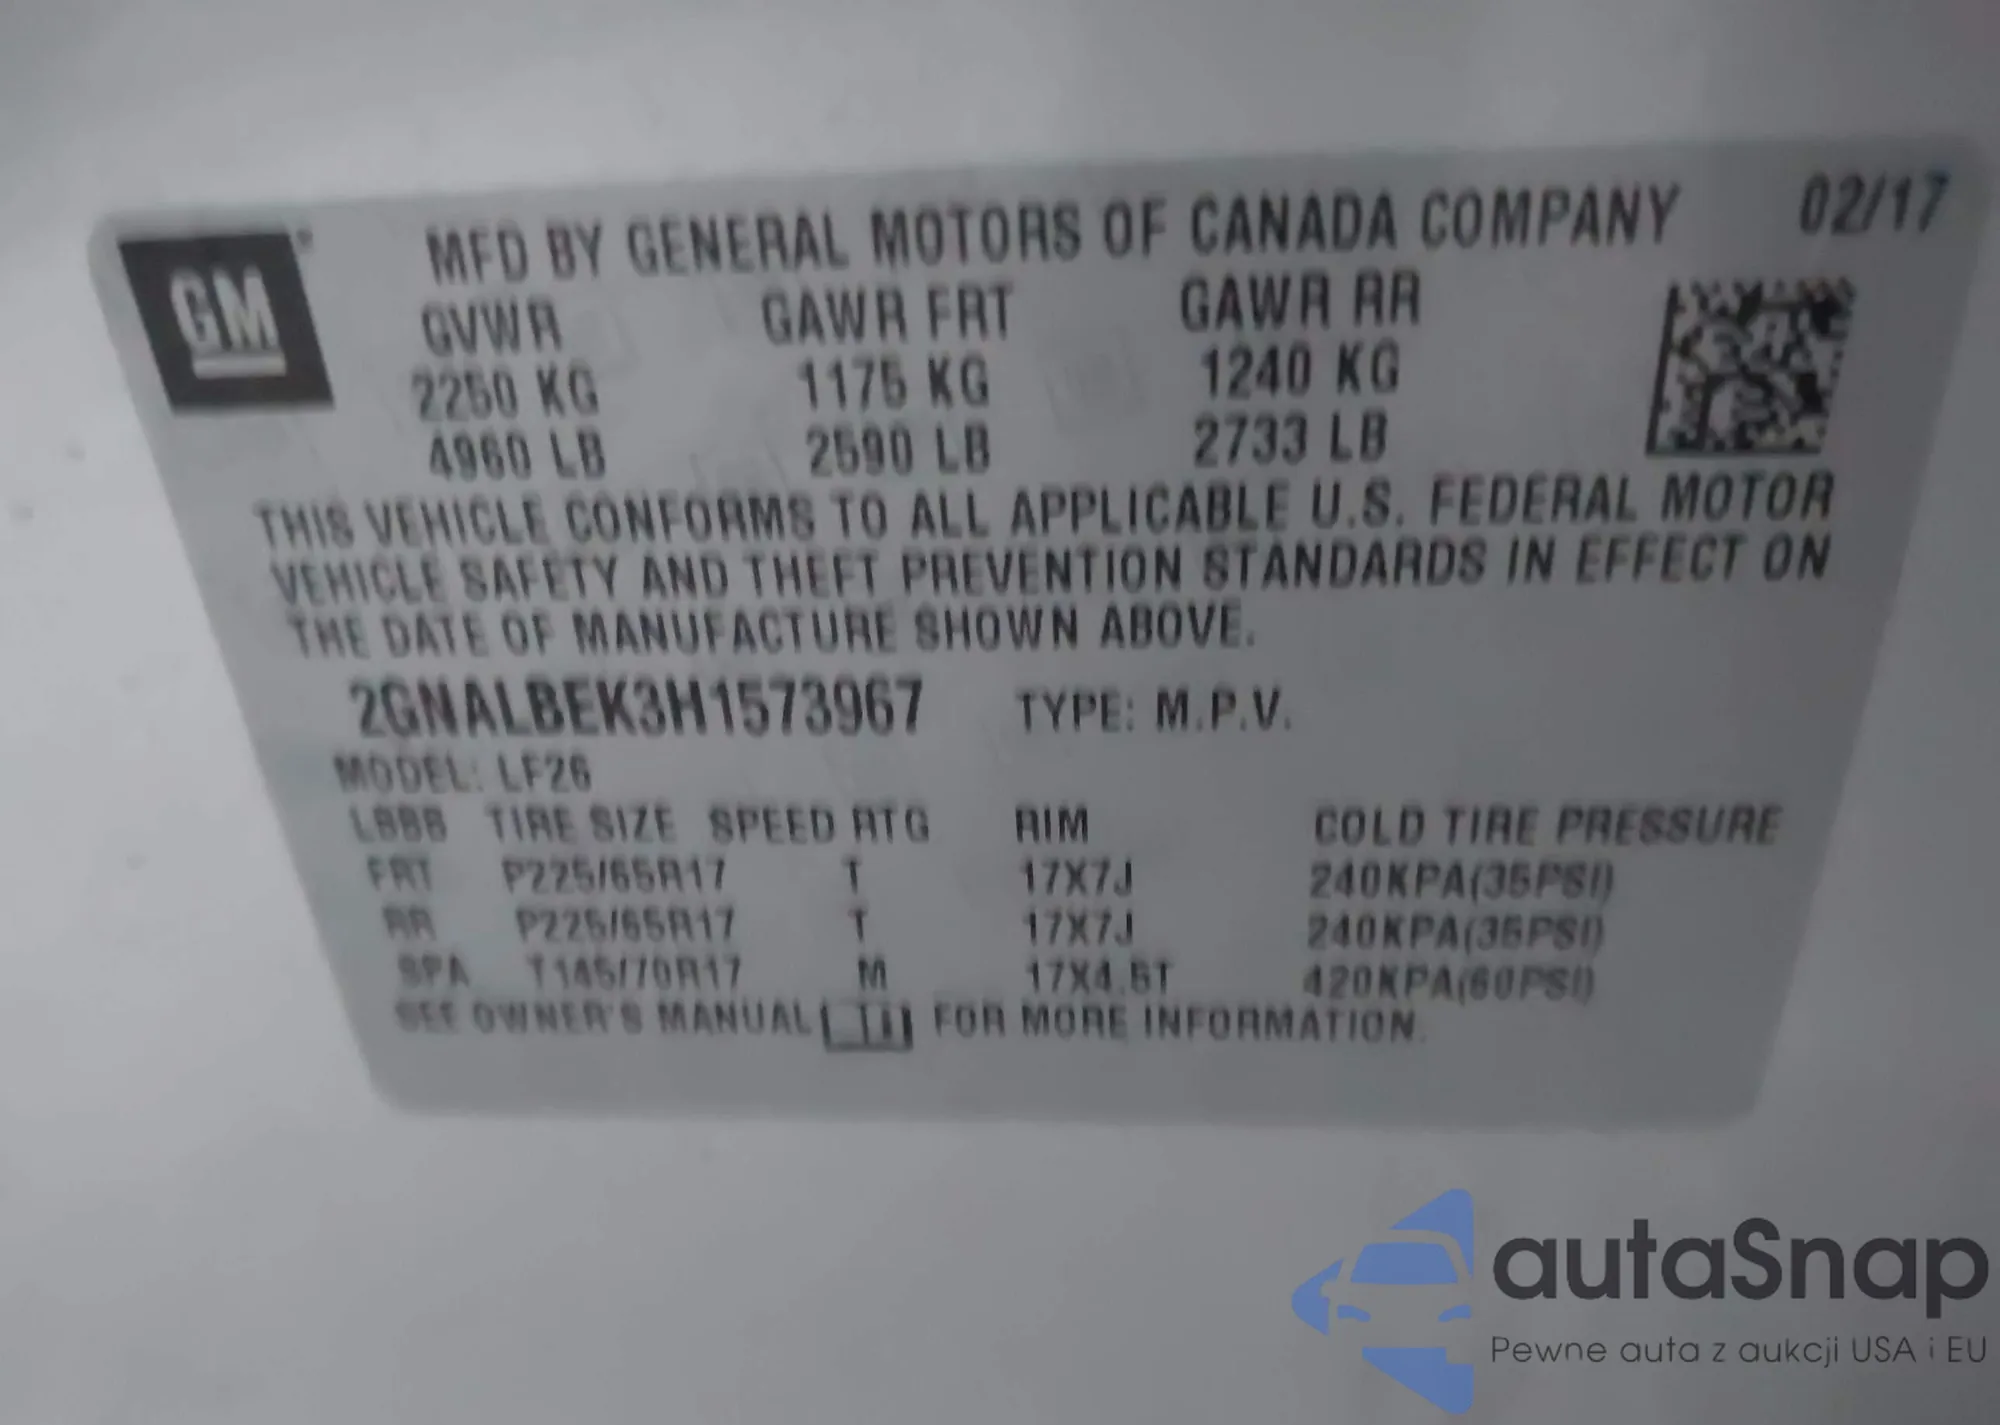 GM
MFD BY GENERAL MOTORS OF CANADA COMPANY 02/17
GVWR GAWR FRT GAWR RR
2250 KG 1175 KG 1240 KG
4960 LB 2590 LB 2733 LB
THIS VEHICLE CONFORMS TO ALL APPLICABLE U.S. FEDERAL MOTOR
VEHICLE SAFETY AND THEFT PREVENTION STANDARDS IN EFFECT ON
THE DATE OF MANUFACTURE SHOWN ABOVE.
2GNALBEK3H1573967 TYPE: M.P.V.
MODEL: LF26
LBBB TIRE SIZE SPEED RTG RIM COLD TIRE PRESSURE
FRT P225/65R17 T 17X7J 240KPA(35PSI)
RR P225/65R17 T 17X7J 240KPA(35PSI)
SPA T145/70R17 M 17X4.5T 420KPA(60PSI)
SEE OWNER'S MANUAL FOR MORE INFORMATION.
autaSnap
Pewne auta z aukcji USA i EU